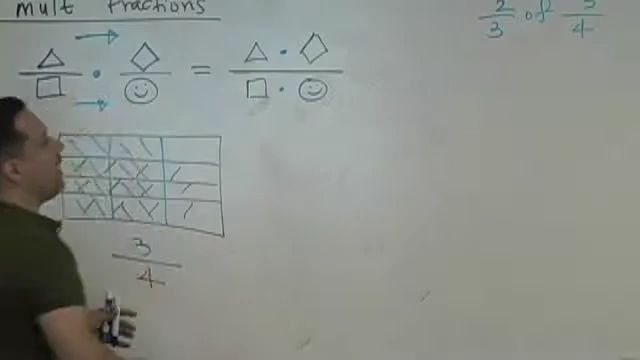 mult fractions
2/3 of 3/4
△/□ · ◇/☺ = △ · ◇/□ · ☺
3/4